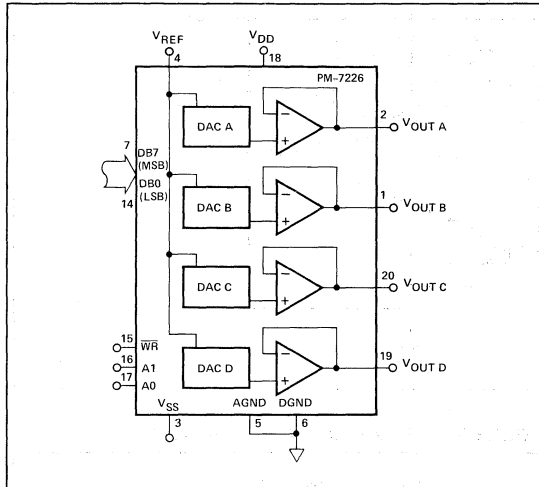 VREF
VDD
4
18
PM-7226
2
DAC A
−
+
VOUT A
7
DB7
(MSB)
DB0
(LSB)
14
1
DAC B
−
+
VOUT B
20
DAC C
−
+
VOUT C
15
WR
16
A1
17
A0
19
DAC D
−
+
VOUT D
VSS
AGND
DGND
3
5
6